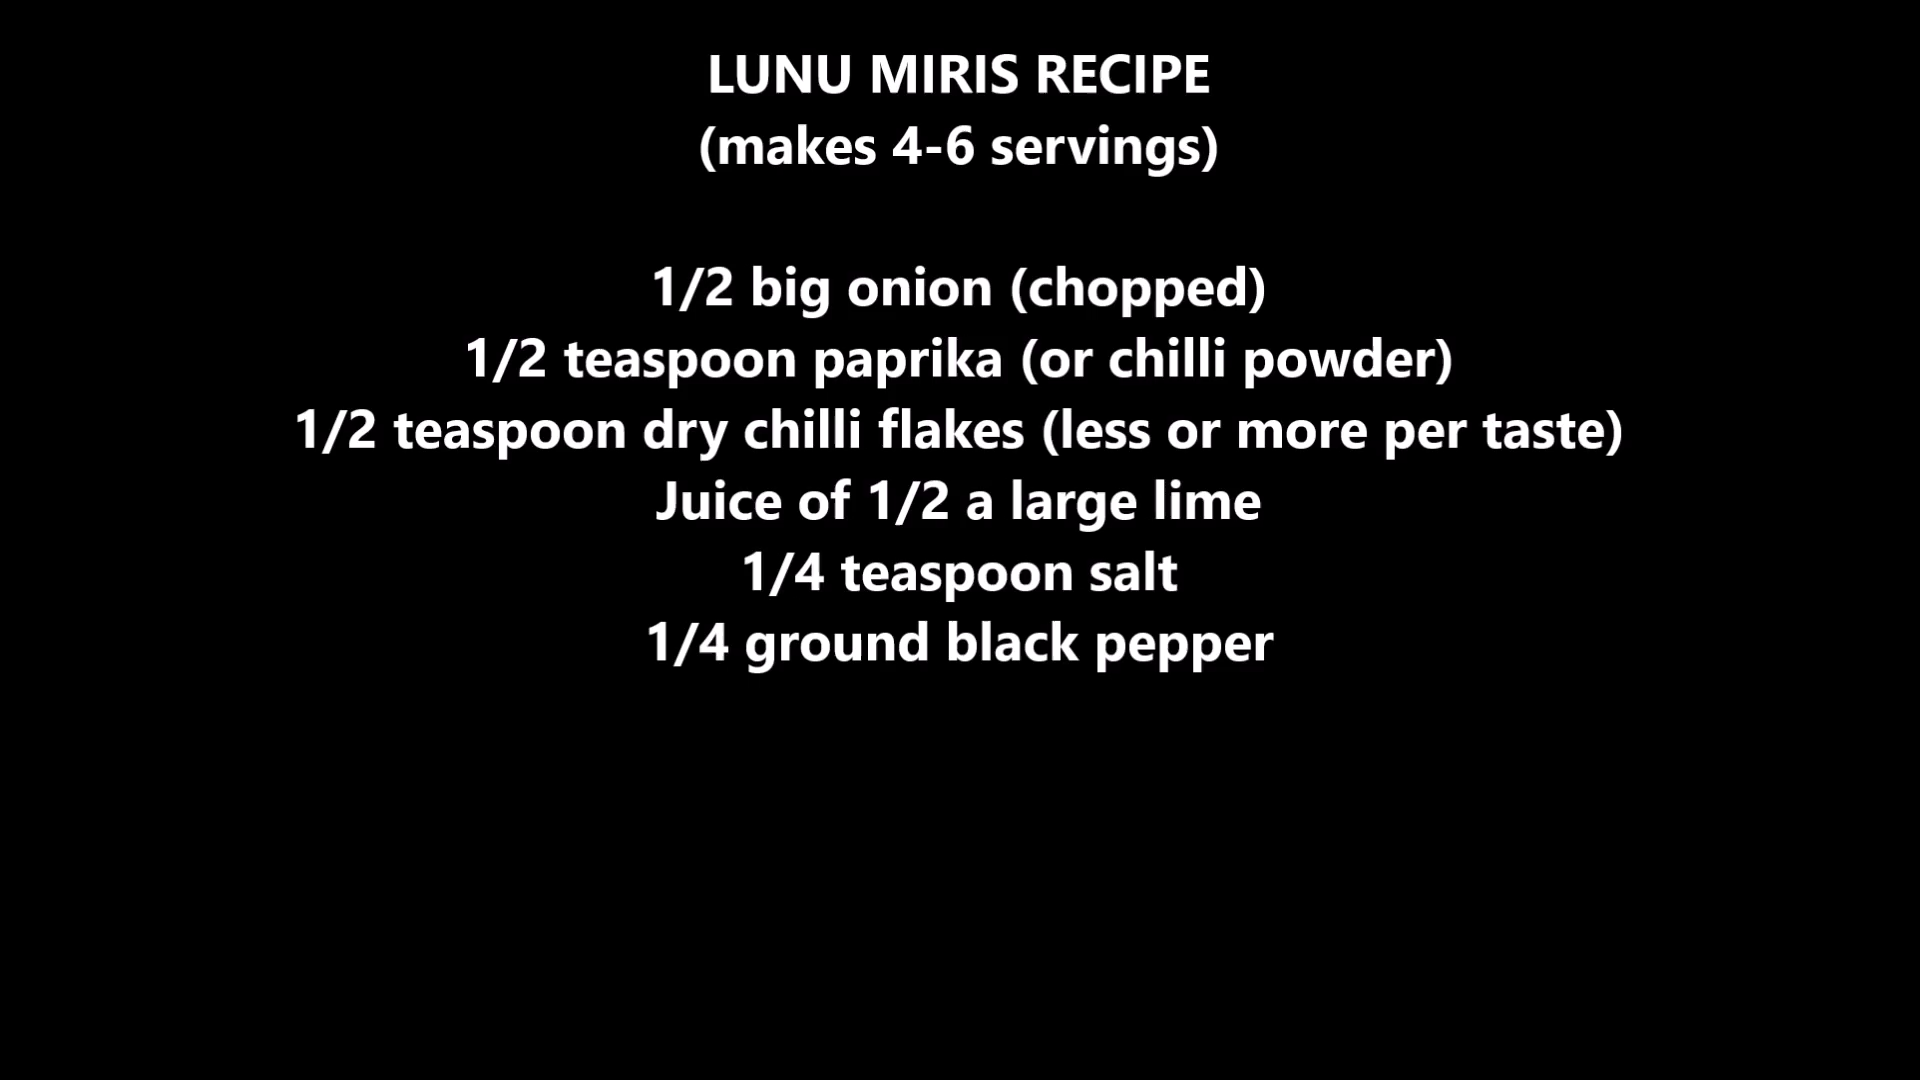 LUNU MIRIS RECIPE
(makes 4-6 servings)
1/2 big onion (chopped)
1/2 teaspoon paprika (or chilli powder)
1/2 teaspoon dry chilli flakes (less or more per taste)
Juice of 1/2 a large lime
1/4 teaspoon salt
1/4 ground black pepper